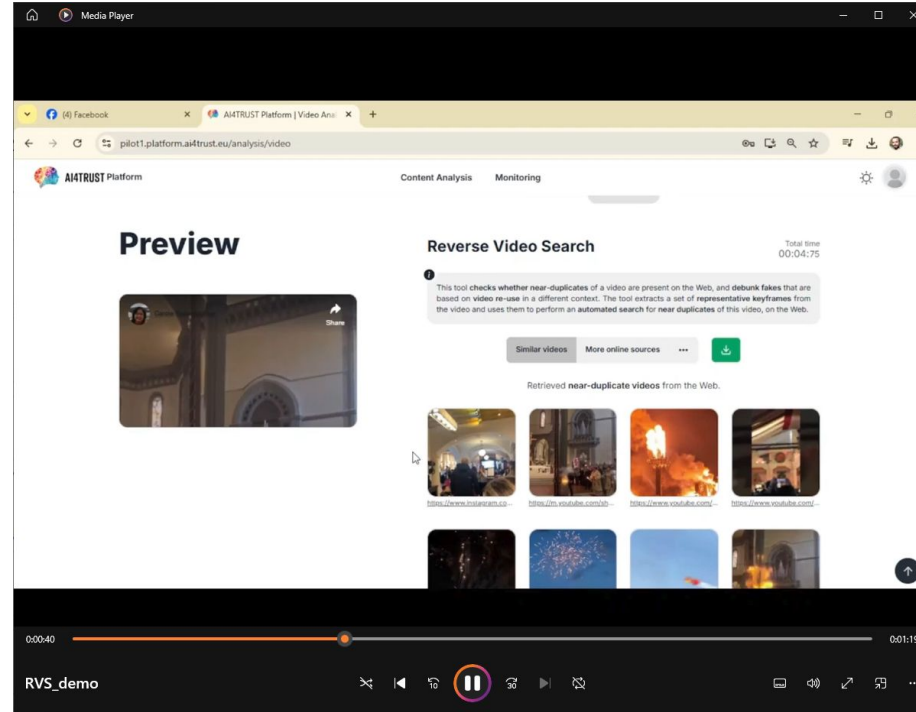 Media Player
(4) Facebook
AI4TRUST Platform | Video Ana
pilot1.platform.ai4trust.eu/analysis/video
AI4TRUST Platform
Content Analysis
Monitoring
Preview
Share
Reverse Video Search
Total time
00:04:75
This tool checks whether near-duplicates of a video are present on the Web, and debunk fakes that are
based on video re-use in a different context. The tool extracts a set of representative keyframes from
the video and uses them to perform an automated search for near duplicates of this video, on the Web.
Similar videos
More online sources
Retrieved near-duplicate videos from the Web.
https://www.instagram.co...
https://m.youtube.com/sh...
https://www.youtube.com/...
https://www.youtube.com/...
0:00:40
0:01:19
RVS_demo
10
30